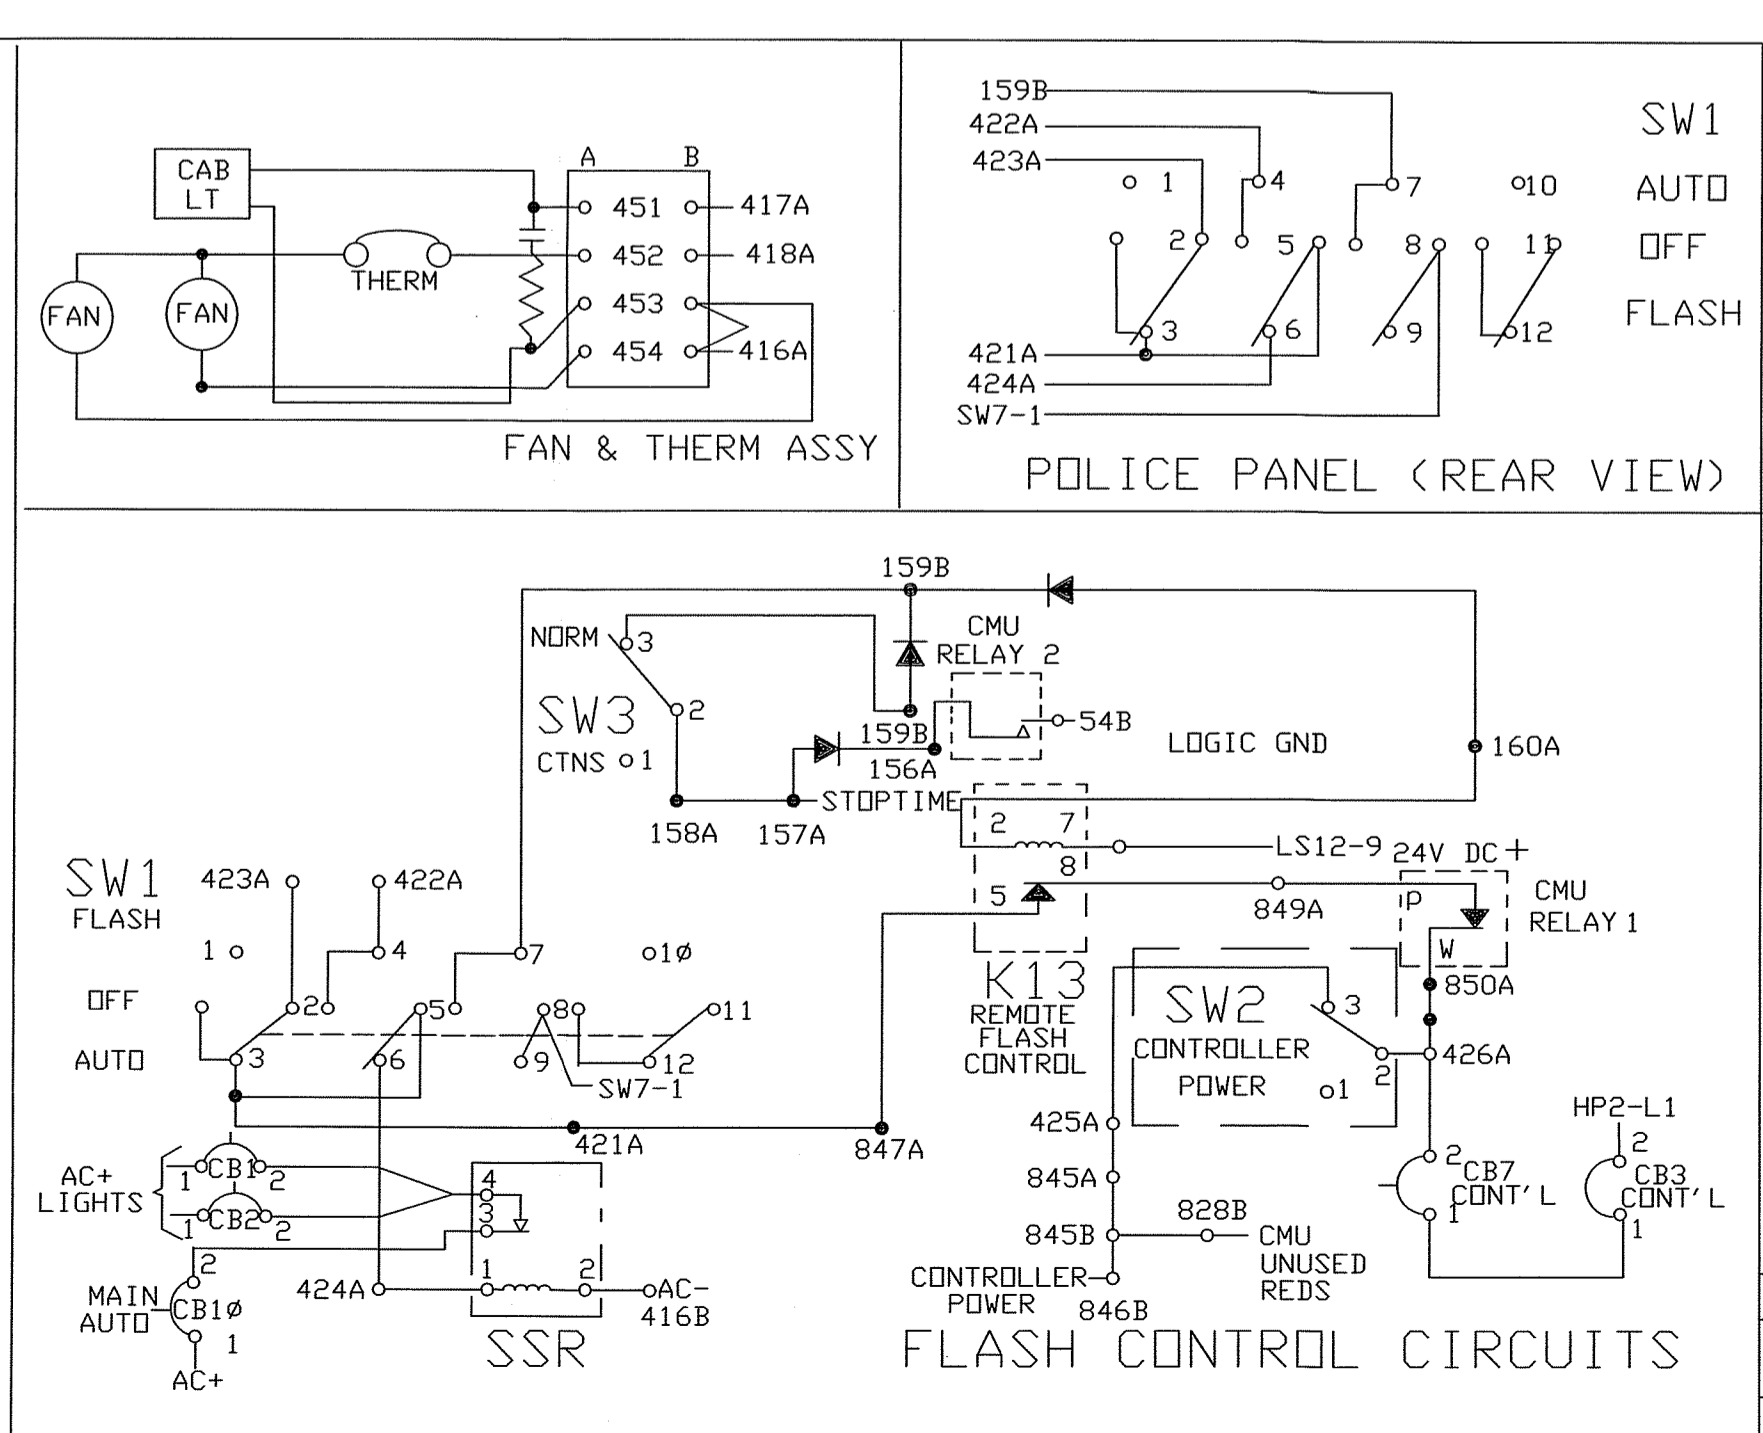 CAB
LT
A B
451 417A
452 418A
453
454 416A
THERM
FAN
FAN
FAN & THERM ASSY
159B
422A
423A
SW1
1 4 7 10
AUTO
2 5 8 11
OFF
3 6 9 12
FLASH
421A
424A
SW7-1
POLICE PANEL (REAR VIEW)
159B
NORM 3
SW3
2
CTNS 1
CMU
RELAY 2
54B
159B
156A
LOGIC GND
160A
STOPTIME
158A 157A
2 7
8
5
LS12-9
24V DC+
849A
P
W
CMU
RELAY 1
850A
K13
REMOTE
FLASH
CONTROL
SW1
FLASH
423A 422A
1 4 7 1Ø
OFF
2 5 8 11
AUTO
3 6 9 12
SW7-1
421A
847A
SW2
CONTROLLER
POWER
3
2
1
426A
425A
845A
845B
828B
CMU
UNUSED
REDS
CONTROLLER
POWER
846B
2 CB7
CONT'L
1
HP2-L1
2
CB3
CONT'L
1
AC+
LIGHTS
1 CB1 2
1 CB2 2
4
3
1 2
424A
AC-
416B
SSR
2
MAIN
AUTO
CB1Ø
1
AC+
FLASH CONTROL CIRCUITS